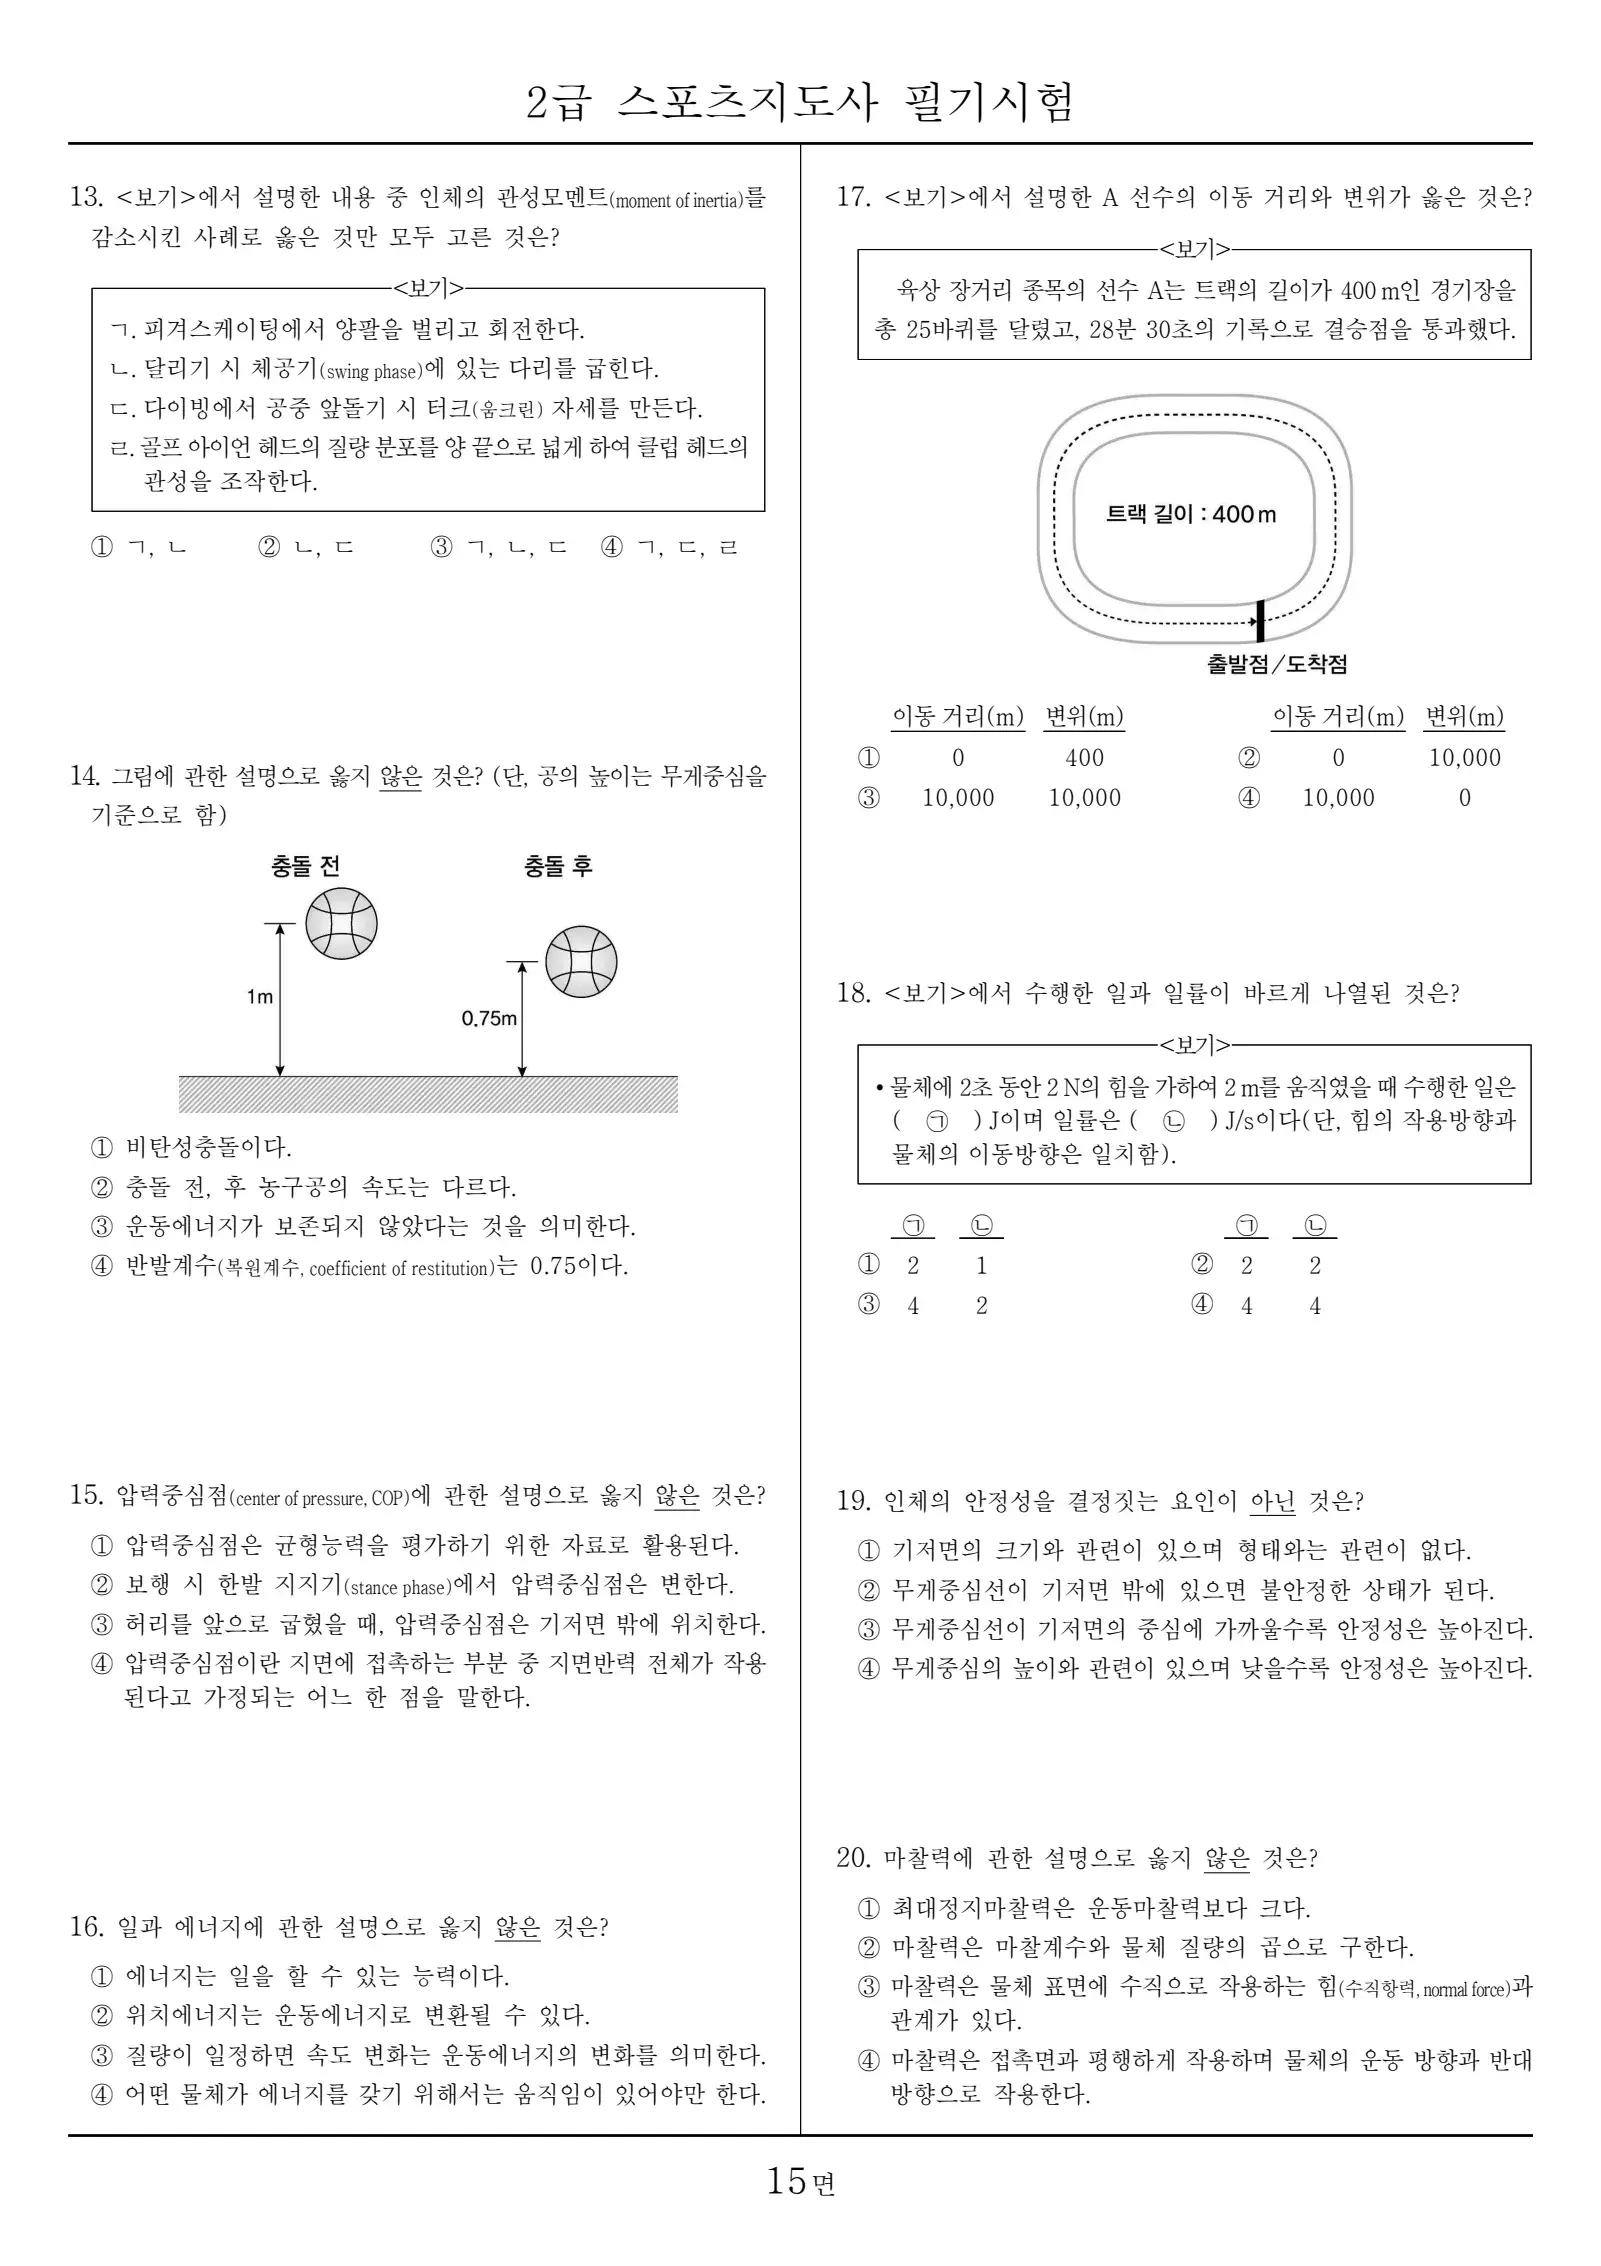 2급 스포츠지도사 필기시험
13. <보기>에서 설명한 내용 중 인체의 관성모멘트(moment of inertia)를
감소시킨 사례로 옳은 것만 모두 고른 것은?
<보기>
ㄱ. 피겨스케이팅에서 양팔을 벌리고 회전한다.
ㄴ. 달리기 시 체공기(swing phase)에 있는 다리를 굽힌다.
ㄷ. 다이빙에서 공중 앞돌기 시 터크(움크린) 자세를 만든다.
ㄹ. 골프 아이언 헤드의 질량 분포를 양 끝으로 넓게 하여 클럽 헤드의
관성을 조작한다.
① ㄱ, ㄴ ② ㄴ, ㄷ ③ ㄱ, ㄴ, ㄷ ④ ㄱ, ㄷ, ㄹ
14. 그림에 관한 설명으로 옳지 않은 것은? (단, 공의 높이는 무게중심을
기준으로 함)
충돌 전 충돌 후
1m
0.75m
① 비탄성충돌이다.
② 충돌 전, 후 농구공의 속도는 다르다.
③ 운동에너지가 보존되지 않았다는 것을 의미한다.
④ 반발계수(복원계수, coefficient of restitution)는 0.75이다.
15. 압력중심점(center of pressure, COP)에 관한 설명으로 옳지 않은 것은?
① 압력중심점은 균형능력을 평가하기 위한 자료로 활용된다.
② 보행 시 한발 지지기(stance phase)에서 압력중심점은 변한다.
③ 허리를 앞으로 굽혔을 때, 압력중심점은 기저면 밖에 위치한다.
④ 압력중심점이란 지면에 접촉하는 부분 중 지면반력 전체가 작용
된다고 가정되는 어느 한 점을 말한다.
16. 일과 에너지에 관한 설명으로 옳지 않은 것은?
① 에너지는 일을 할 수 있는 능력이다.
② 위치에너지는 운동에너지로 변환될 수 있다.
③ 질량이 일정하면 속도 변화는 운동에너지의 변화를 의미한다.
④ 어떤 물체가 에너지를 갖기 위해서는 움직임이 있어야만 한다.
17. <보기>에서 설명한 A 선수의 이동 거리와 변위가 옳은 것은?
<보기>
육상 장거리 종목의 선수 A는 트랙의 길이가 400 m인 경기장을
총 25바퀴를 달렸고, 28분 30초의 기록으로 결승점을 통과했다.
트랙 길이 : 400 m
출발점/도착점
이동 거리(m) 변위(m) 이동 거리(m) 변위(m)
① 0 400 ② 0 10,000
③ 10,000 10,000 ④ 10,000 0
18. <보기>에서 수행한 일과 일률이 바르게 나열된 것은?
<보기>
• 물체에 2초 동안 2 N의 힘을 가하여 2 m를 움직였을 때 수행한 일은
( ㉠ ) J이며 일률은 ( ㉡ ) J/s이다(단, 힘의 작용방향과
물체의 이동방향은 일치함).
㉠ ㉡ ㉠ ㉡
① 2 1 ② 2 2
③ 4 2 ④ 4 4
19. 인체의 안정성을 결정짓는 요인이 아닌 것은?
① 기저면의 크기와 관련이 있으며 형태와는 관련이 없다.
② 무게중심선이 기저면 밖에 있으면 불안정한 상태가 된다.
③ 무게중심선이 기저면의 중심에 가까울수록 안정성은 높아진다.
④ 무게중심의 높이와 관련이 있으며 낮을수록 안정성은 높아진다.
20. 마찰력에 관한 설명으로 옳지 않은 것은?
① 최대정지마찰력은 운동마찰력보다 크다.
② 마찰력은 마찰계수와 물체 질량의 곱으로 구한다.
③ 마찰력은 물체 표면에 수직으로 작용하는 힘(수직항력, normal force)과
관계가 있다.
④ 마찰력은 접촉면과 평행하게 작용하며 물체의 운동 방향과 반대
방향으로 작용한다.
15면